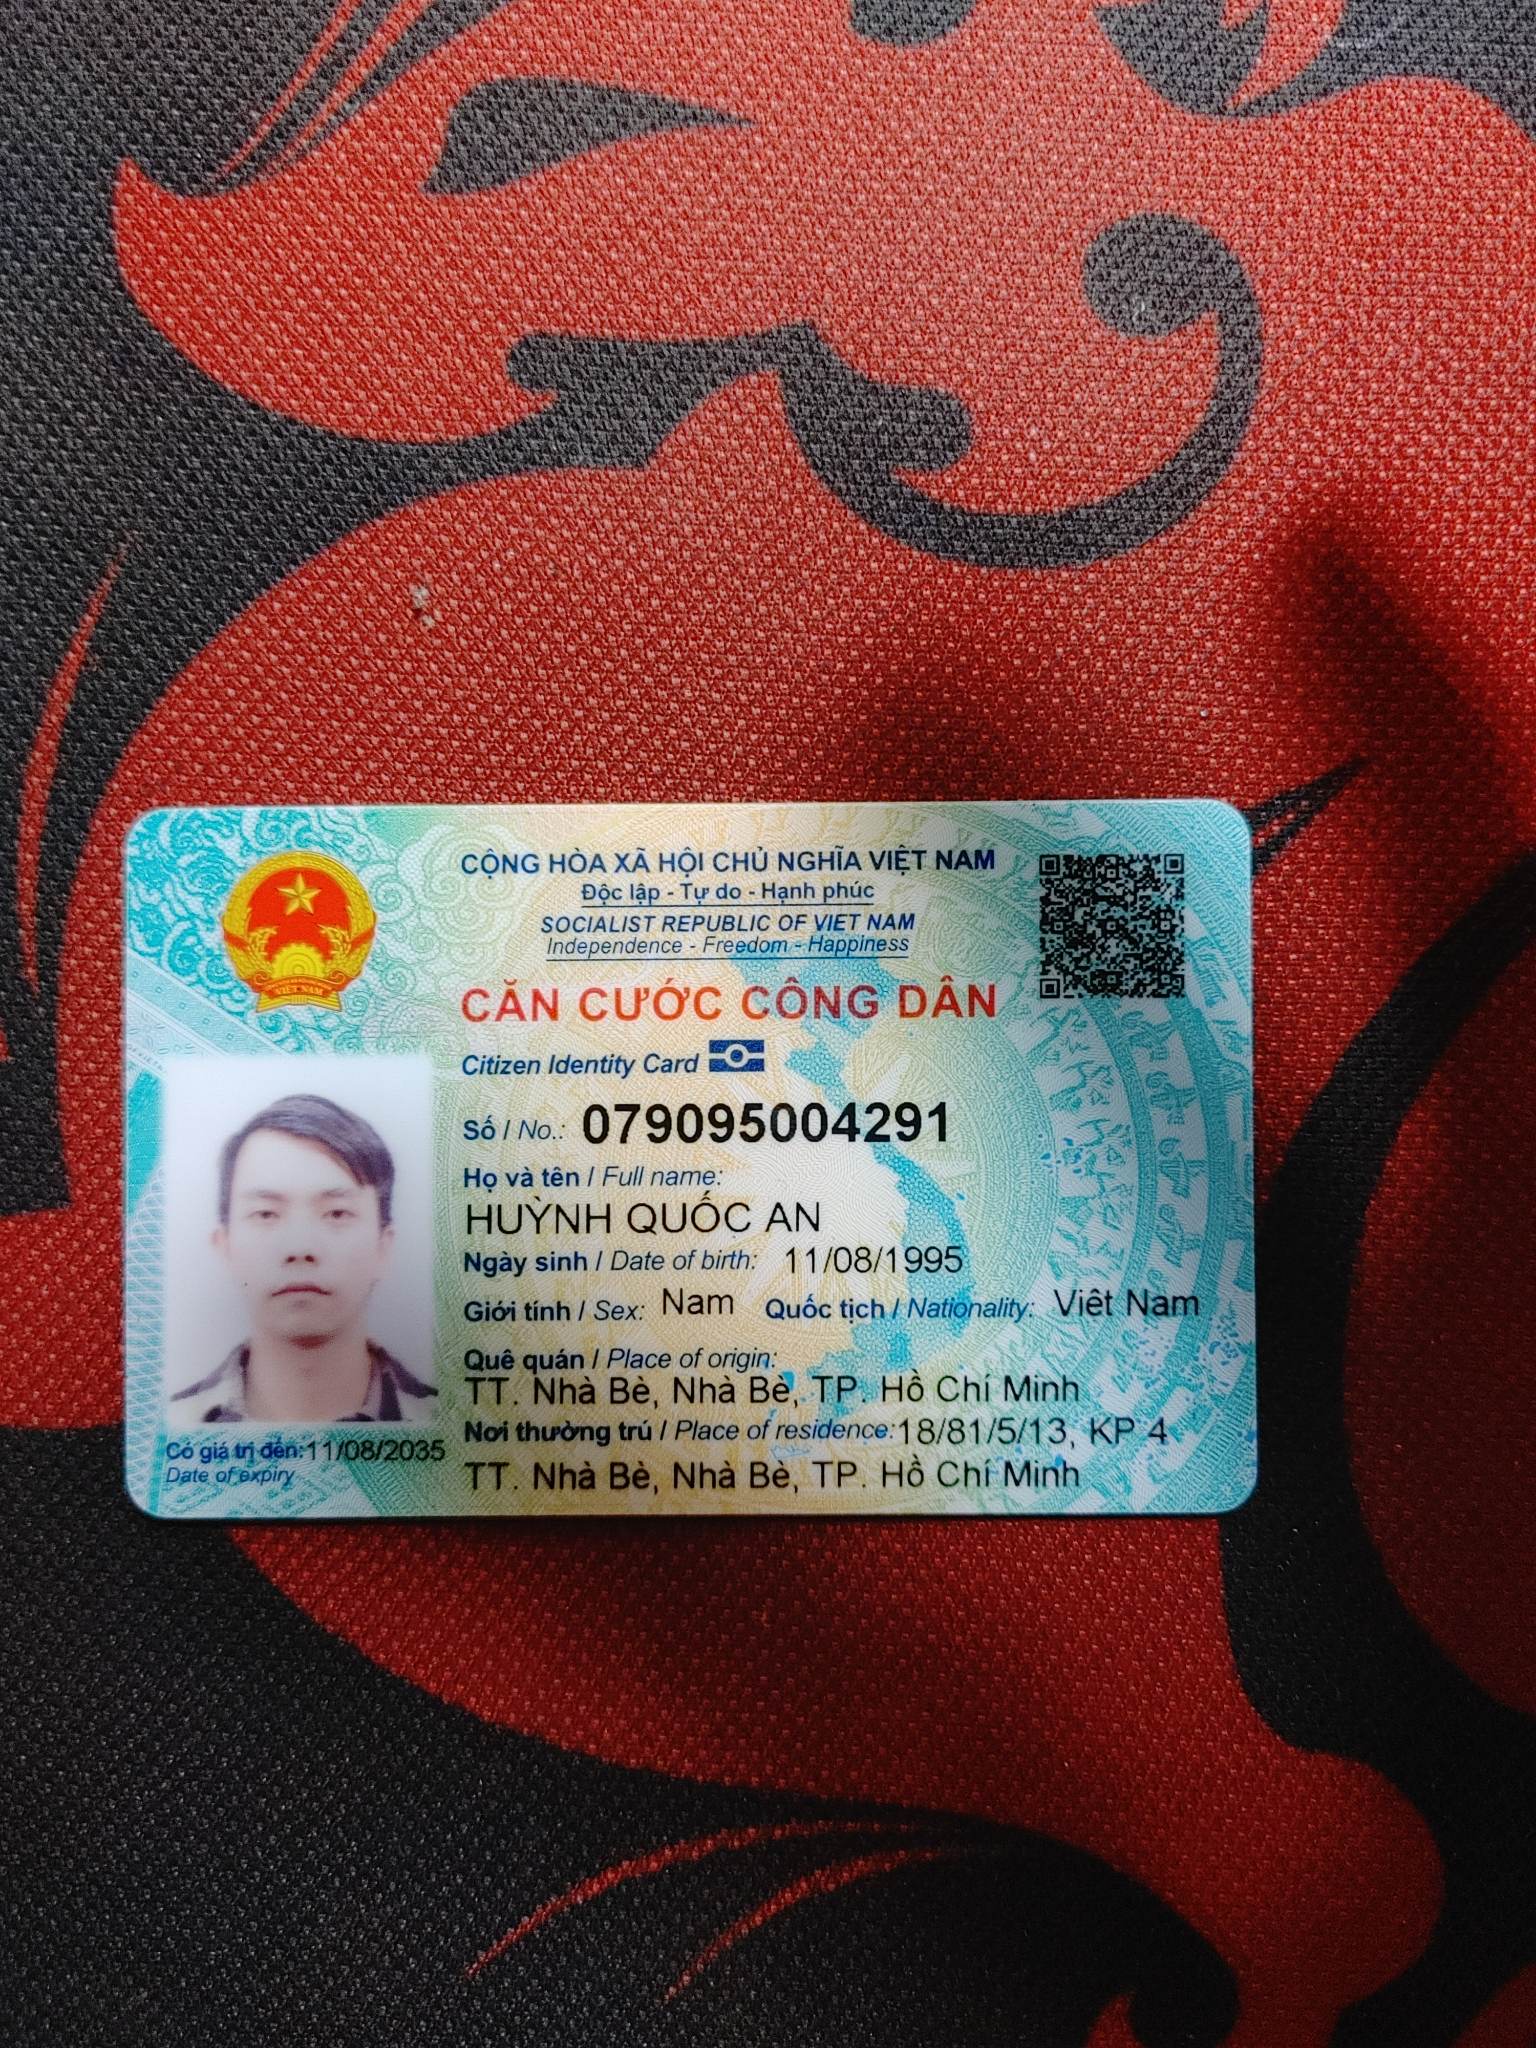 CỘNG HÒA XÃ HỘI CHỦ NGHĨA VIỆT NAM
Độc lập - Tự do - Hạnh phúc
SOCIALIST REPUBLIC OF VIET NAM
Independence - Freedom - Happiness
CĂN CƯỚC CÔNG DÂN
Citizen Identity Card
Số / No.: 079095004291
Họ và tên / Full name:
HUỲNH QUỐC AN
Ngày sinh / Date of birth: 11/08/1995
Giới tính / Sex: Nam Quốc tịch / Nationality: Việt Nam
Quê quán / Place of origin:
TT. Nhà Bè, Nhà Bè, TP. Hồ Chí Minh
Nơi thường trú / Place of residence: 18/81/5/13, KP 4
TT. Nhà Bè, Nhà Bè, TP. Hồ Chí Minh
Có giá trị đến: 11/08/2035
Date of expiry
VIỆT NAM